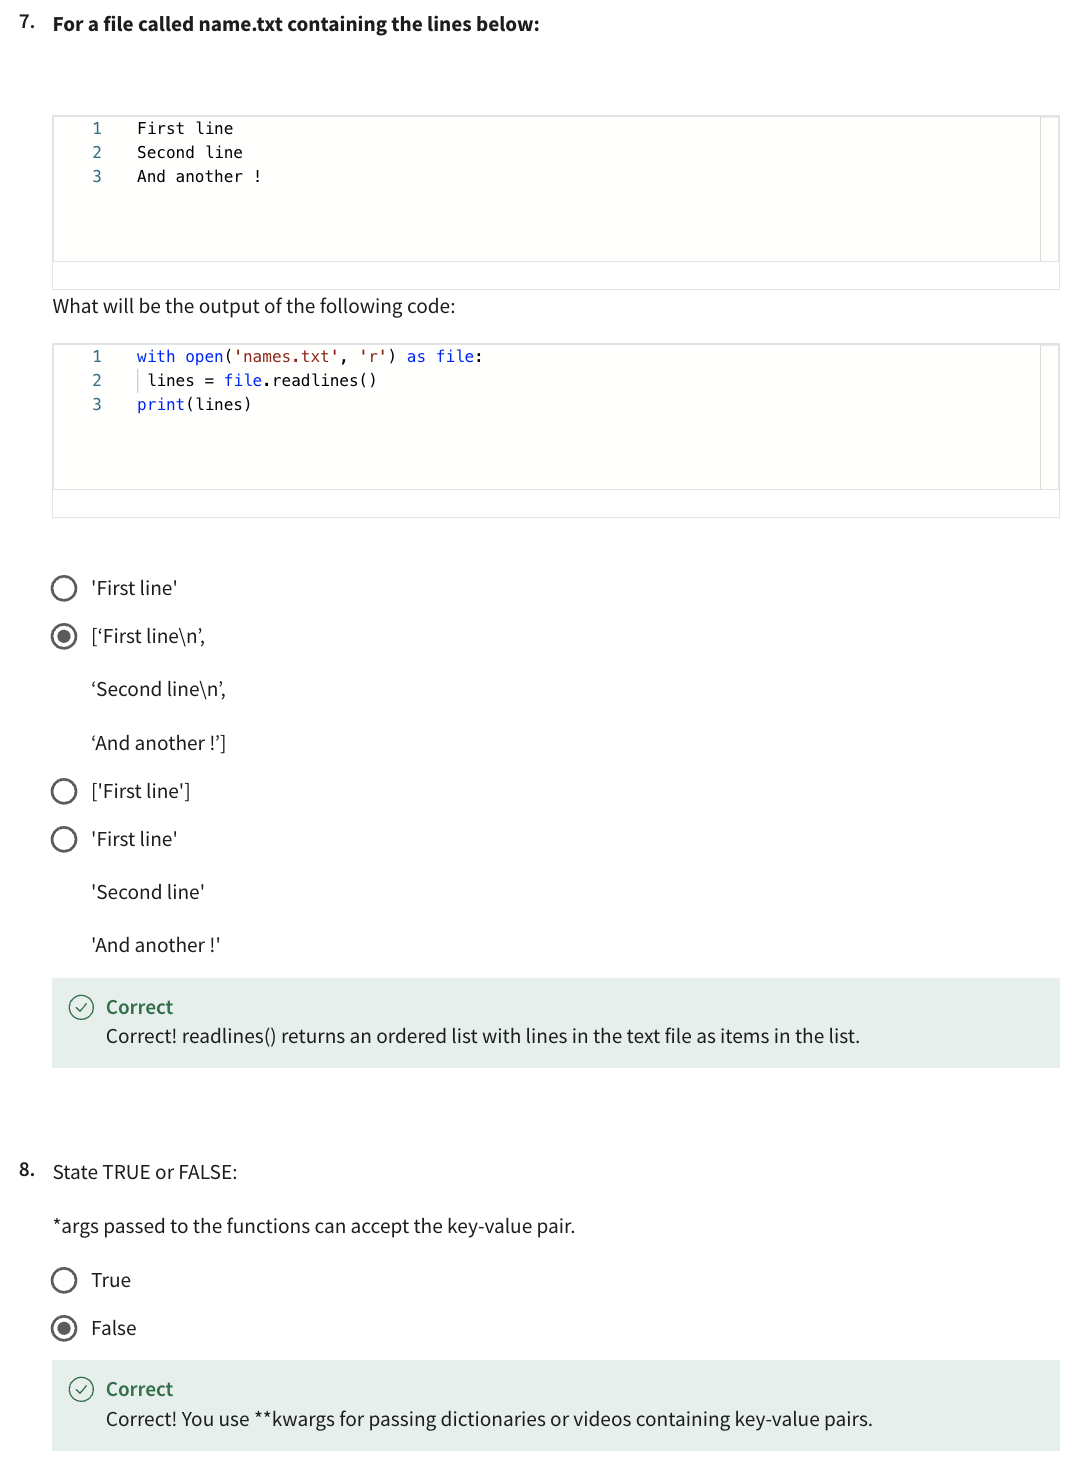 7. For a file called name.txt containing the lines below:
1 First line
2 Second line
3 And another !
What will be the output of the following code:
1 with open('names.txt', 'r') as file:
2 lines = file.readlines()
3 print(lines)
'First line'
[‘First line\n’,
‘Second line\n’,
‘And another !’]
['First line']
'First line'
'Second line'
'And another !'
Correct
Correct! readlines() returns an ordered list with lines in the text file as items in the list.
8. State TRUE or FALSE:
*args passed to the functions can accept the key-value pair.
True
False
Correct
Correct! You use **kwargs for passing dictionaries or videos containing key-value pairs.